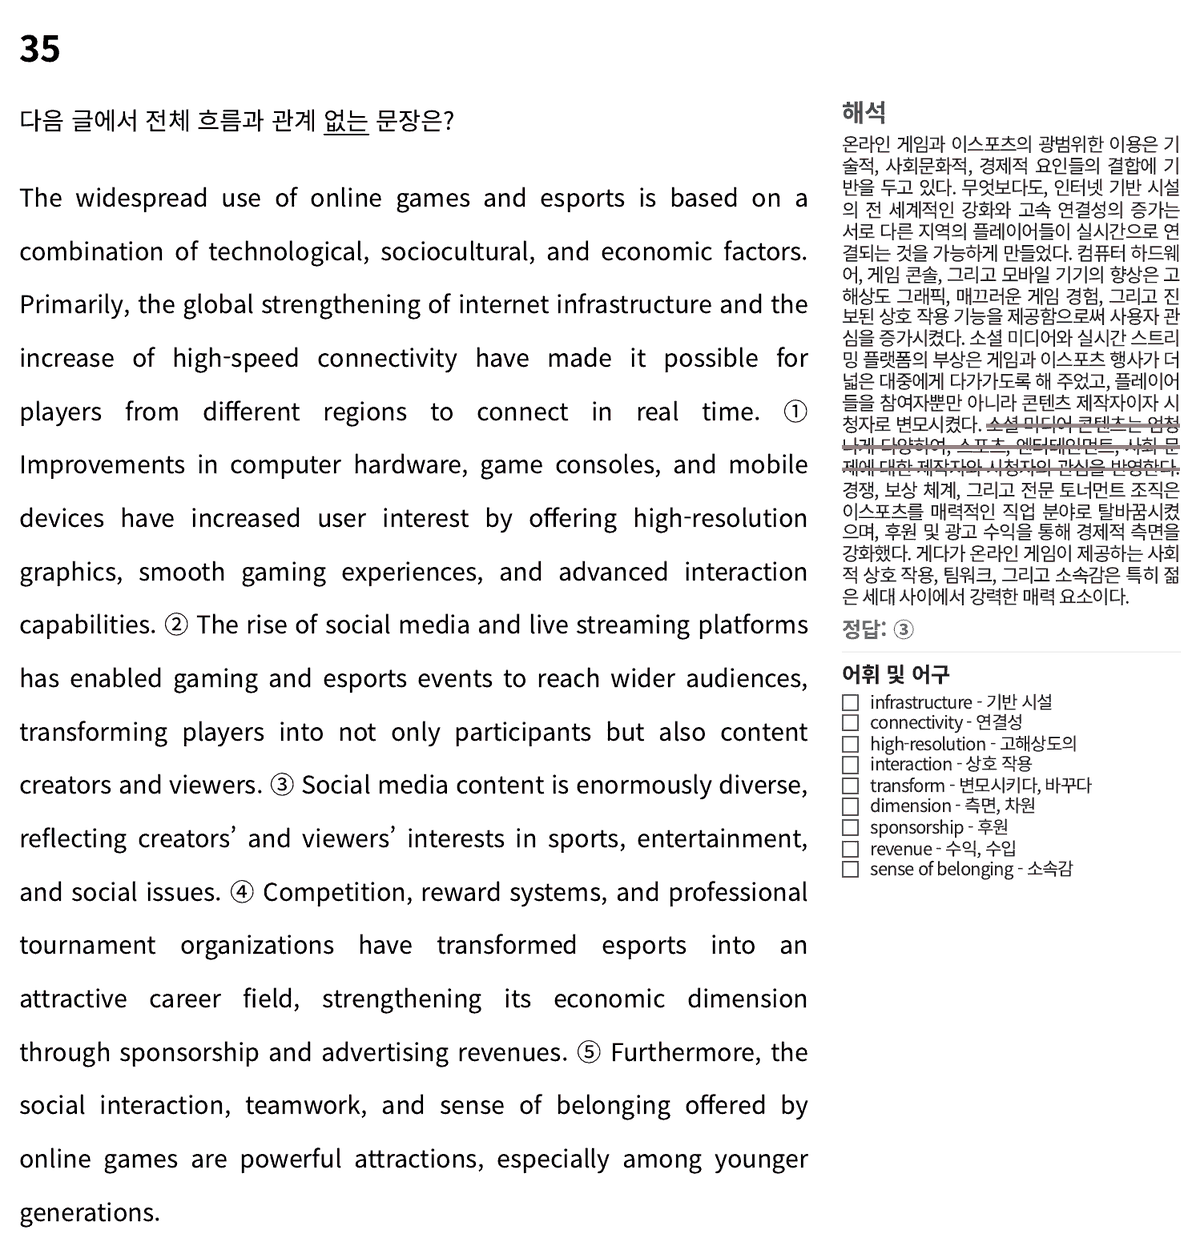 35
다음 글에서 전체 흐름과 관계 없는 문장은?
The widespread use of online games and esports is based on a
combination of technological, sociocultural, and economic factors.
Primarily, the global strengthening of internet infrastructure and the
increase of high-speed connectivity have made it possible for
players from different regions to connect in real time. ①
Improvements in computer hardware, game consoles, and mobile
devices have increased user interest by offering high-resolution
graphics, smooth gaming experiences, and advanced interaction
capabilities. ② The rise of social media and live streaming platforms
has enabled gaming and esports events to reach wider audiences,
transforming players into not only participants but also content
creators and viewers. ③ Social media content is enormously diverse,
reflecting creators’ and viewers’ interests in sports, entertainment,
and social issues. ④ Competition, reward systems, and professional
tournament organizations have transformed esports into an
attractive career field, strengthening its economic dimension
through sponsorship and advertising revenues. ⑤ Furthermore, the
social interaction, teamwork, and sense of belonging offered by
online games are powerful attractions, especially among younger
generations.
해석
온라인 게임과 이스포츠의 광범위한 이용은 기
술적, 사회문화적, 경제적 요인들의 결합에 기
반을 두고 있다. 무엇보다도, 인터넷 기반 시설
의 전 세계적인 강화와 고속 연결성의 증가는
서로 다른 지역의 플레이어들이 실시간으로 연
결되는 것을 가능하게 만들었다. 컴퓨터 하드웨
어, 게임 콘솔, 그리고 모바일 기기의 향상은 고
해상도 그래픽, 매끄러운 게임 경험, 그리고 진
보된 상호 작용 기능을 제공함으로써 사용자 관
심을 증가시켰다. 소셜 미디어와 실시간 스트리
밍 플랫폼의 부상은 게임과 이스포츠 행사가 더
넓은 대중에게 다가가도록 해 주었고, 플레이어
들을 참여자뿐만 아니라 콘텐츠 제작자이자 시
청자로 변모시켰다. 소셜 미디어 콘텐츠는 엄청
나게 다양하여, 스포츠, 엔터테인먼트, 사회 문
제에 대한 제작자와 시청자의 관심을 반영한다.
경쟁, 보상 체계, 그리고 전문 토너먼트 조직은
이스포츠를 매력적인 직업 분야로 탈바꿈시켰
으며, 후원 및 광고 수익을 통해 경제적 측면을
강화했다. 게다가 온라인 게임이 제공하는 사회
적 상호 작용, 팀워크, 그리고 소속감은 특히 젊
은 세대 사이에서 강력한 매력 요소이다.
정답: ③
어휘 및 어구
infrastructure - 기반 시설
connectivity - 연결성
high-resolution - 고해상도의
interaction - 상호 작용
transform - 변모시키다, 바꾸다
dimension - 측면, 차원
sponsorship - 후원
revenue - 수익, 수입
sense of belonging - 소속감